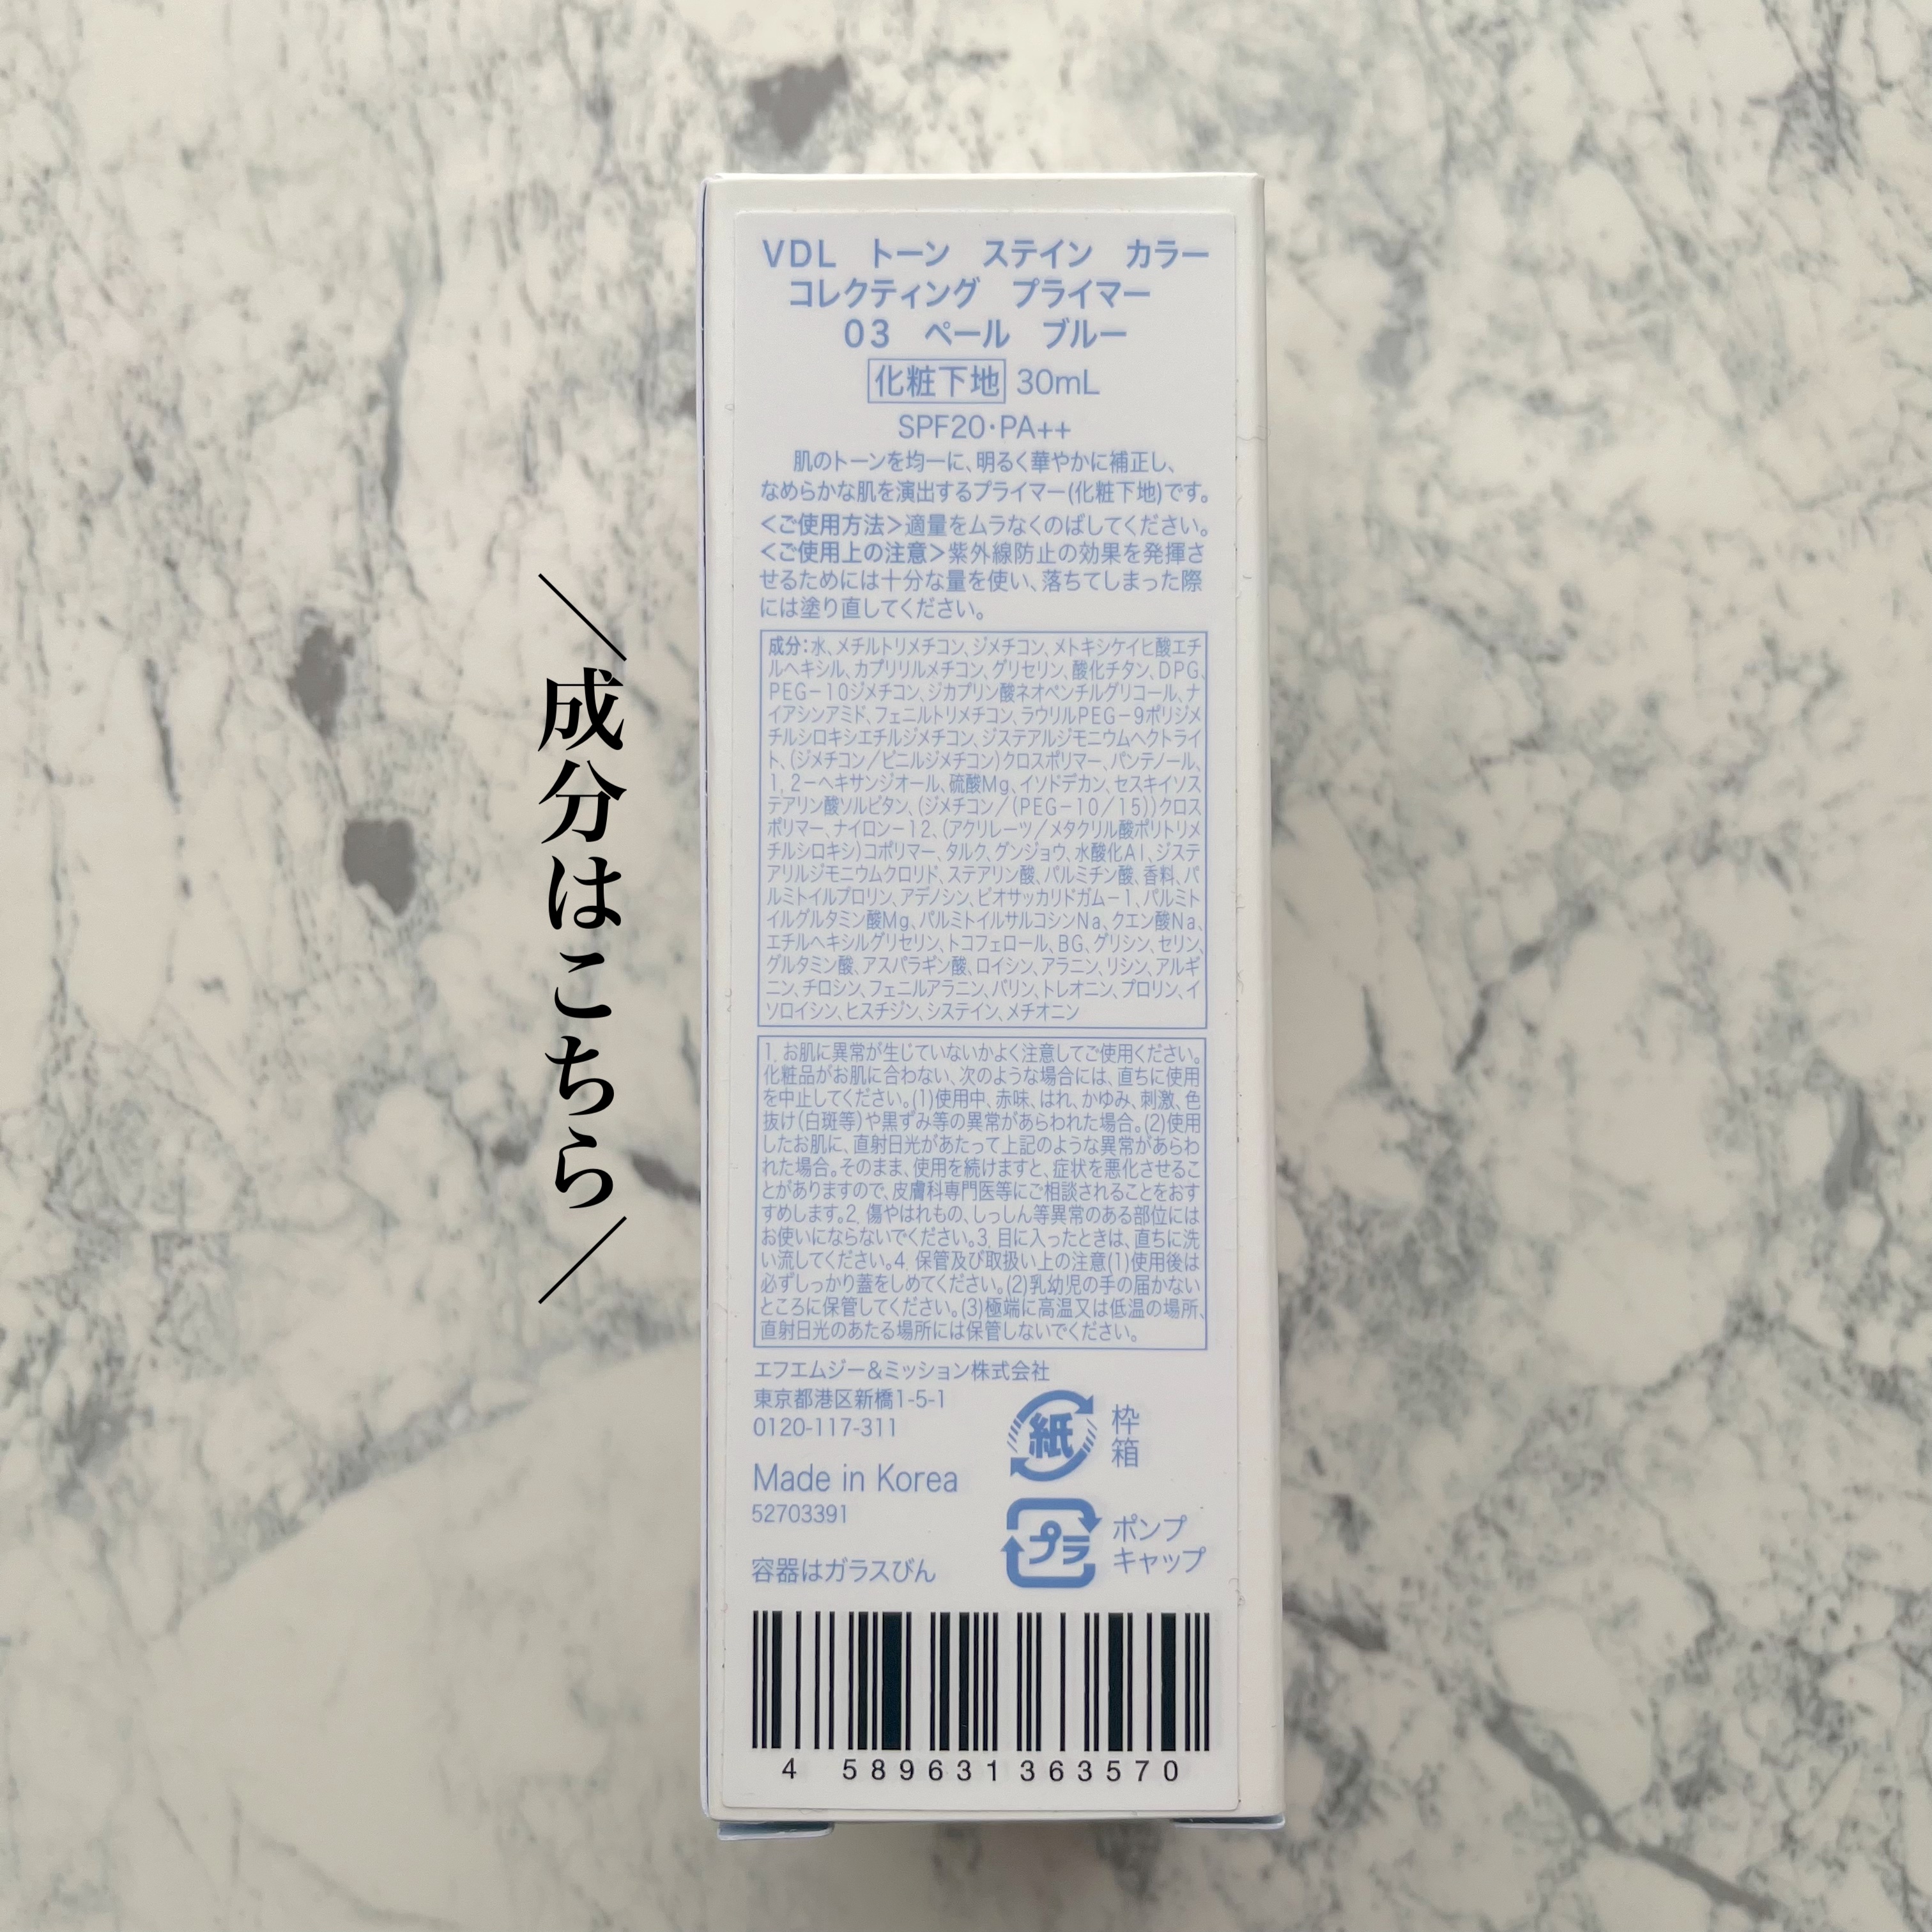 ＼成分はこちら／
VDL　トーン　ステイン　カラー
コレクティング　プライマー
03　ペール　ブルー
化粧下地 30mL
SPF20・PA++
肌のトーンを均一に、明るく華やかに補正し、
なめらかな肌を演出するプライマー(化粧下地)です。
＜ご使用方法＞適量をムラなくのばしてください。
＜ご使用上の注意＞紫外線防止の効果を発揮さ
せるためには十分な量を使い、落ちてしまった際
には塗り直してください。
成分：水、メチルトリメチコン、ジメチコン、メトキシケイヒ酸エチ
ルヘキシル、カプリリルメチコン、グリセリン、酸化チタン、DPG、
PEG－10ジメチコン、ジカプリン酸ネオペンチルグリコール、ナ
イアシンアミド、フェニルトリメチコン、ラウリルPEG－9ポリジメ
チルシロキシエチルジメチコン、ジステアルジモニウムヘクトライ
ト、(ジメチコン／ビニルジメチコン)クロスポリマー、パンテノール、
1，2－ヘキサンジオール、硫酸Mg、イソドデカン、セスキイソス
テアリン酸ソルビタン、(ジメチコン／(PEG－10／15))クロス
ポリマー、ナイロン－12、(アクリレーツ／メタクリル酸ポリトリメ
チルシロキシ)コポリマー、タルク、グンジョウ、水酸化Al、ジステ
アリルジモニウムクロリド、ステアリン酸、パルミチン酸、香料、パ
ルミトイルプロリン、アデノシン、ビオサッカリドガム－1、パルミト
イルグルタミン酸Mg、パルミトイルサルコシンNa、クエン酸Na、
エチルヘキシルグリセリン、トコフェロール、BG、グリシン、セリン、
グルタミン酸、アスパラギン酸、ロイシン、アラニン、リシン、アルギ
ニン、チロシン、フェニルアラニン、バリン、トレオニン、プロリン、イ
ソロイシン、ヒスチジン、システイン、メチオニン
1．お肌に異常が生じていないかよく注意してご使用ください。
化粧品がお肌に合わない、次のような場合には、直ちに使用
を中止してください。(1)使用中、赤味、はれ、かゆみ、刺激、色
抜け(白斑等)や黒ずみ等の異常があらわれた場合。(2)使用
したお肌に、直射日光があたって上記のような異常があらわ
れた場合。そのまま、使用を続けますと、症状を悪化させるこ
とがありますので、皮膚科専門医等にご相談されることをおす
すめします。2．傷やはれもの、しっしん等異常のある部位には
お使いにならないでください。3．目に入ったときは、直ちに洗
い流してください。4．保管及び取扱い上の注意(1)使用後は
必ずしっかり蓋をしめてください。(2)乳幼児の手の届かない
ところに保管してください。(3)極端に高温又は低温の場所、
直射日光のあたる場所には保管しないでください。
エフエムジー＆ミッション株式会社
東京都港区新橋1-5-1
0120-117-311
紙 枠箱
Made in Korea
52703391
プラ ポンプ
キャップ
容器はガラスびん
4 589631 363570